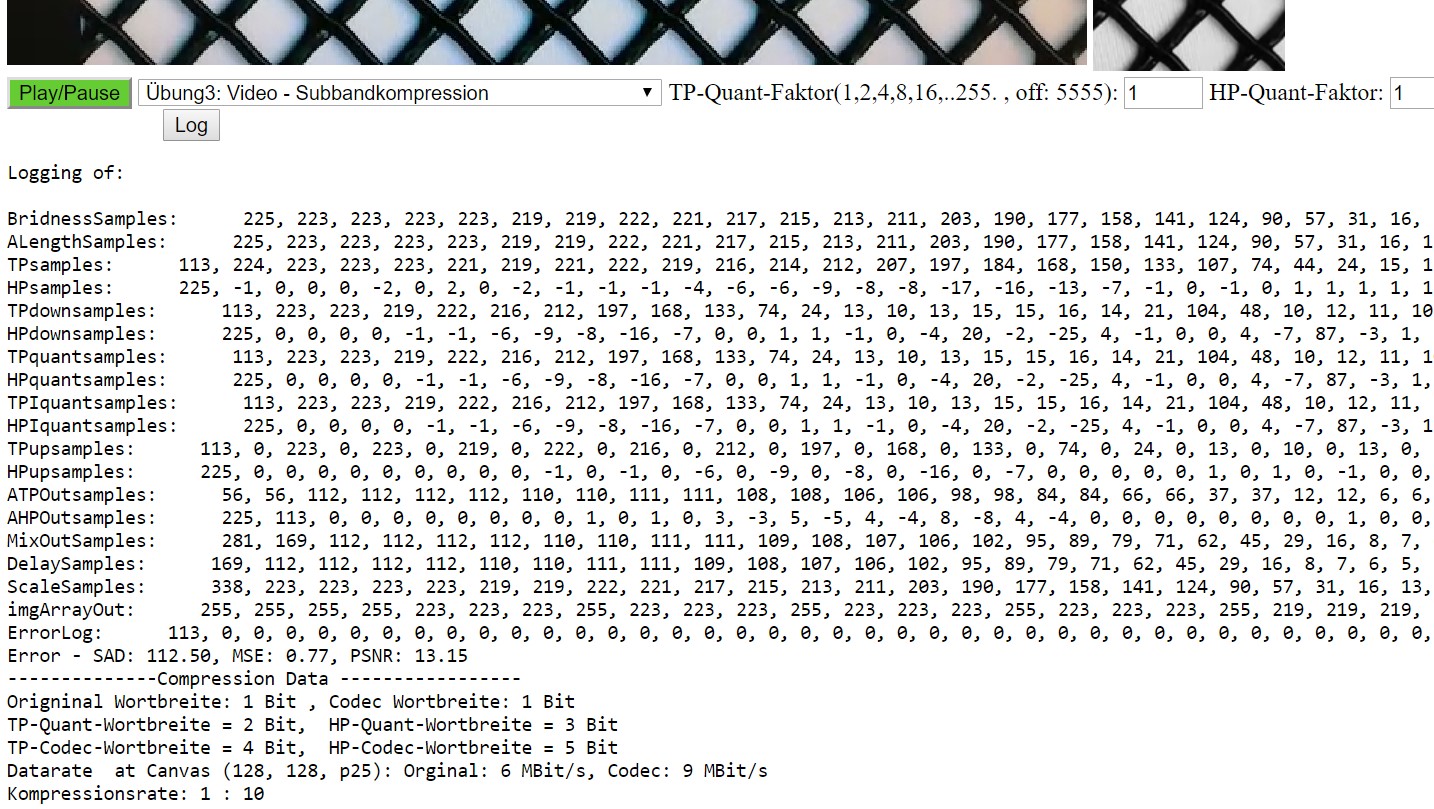 Play/Pause Übung3: Video - Subbandkompression TP-Quant-Faktor(1,2,4,8,16,..255. , off: 5555): 1 HP-Quant-Faktor: 1
Log
Logging of:
BridnessSamples: 225, 223, 223, 223, 223, 219, 219, 222, 221, 217, 215, 213, 211, 203, 190, 177, 158, 141, 124, 90, 57, 31, 16,
ALengthSamples: 225, 223, 223, 223, 223, 219, 219, 222, 221, 217, 215, 213, 211, 203, 190, 177, 158, 141, 124, 90, 57, 31, 16, 1
TPsamples: 113, 224, 223, 223, 223, 221, 219, 221, 222, 219, 216, 214, 212, 207, 197, 184, 168, 150, 133, 107, 74, 44, 24, 15, 1
HPsamples: 225, -1, 0, 0, 0, -2, 0, 2, 0, -2, -1, -1, -1, -4, -6, -6, -9, -8, -8, -17, -16, -13, -7, -1, 0, -1, 0, 1, 1, 1, 1, 1
TPdownsamples: 113, 223, 223, 219, 222, 216, 212, 197, 168, 133, 74, 24, 13, 10, 13, 15, 15, 16, 14, 21, 104, 48, 10, 12, 11, 10
HPdownsamples: 225, 0, 0, 0, 0, -1, -1, -6, -9, -8, -16, -7, 0, 0, 1, 1, -1, 0, -4, 20, -2, -25, 4, -1, 0, 0, 4, -7, 87, -3, 1,
TPquantsamples: 113, 223, 223, 219, 222, 216, 212, 197, 168, 133, 74, 24, 13, 10, 13, 15, 15, 16, 14, 21, 104, 48, 10, 12, 11, 1
HPquantsamples: 225, 0, 0, 0, 0, -1, -1, -6, -9, -8, -16, -7, 0, 0, 1, 1, -1, 0, -4, 20, -2, -25, 4, -1, 0, 0, 4, -7, 87, -3, 1,
TPIquantsamples: 113, 223, 223, 219, 222, 216, 212, 197, 168, 133, 74, 24, 13, 10, 13, 15, 15, 16, 14, 21, 104, 48, 10, 12, 11,
HPIquantsamples: 225, 0, 0, 0, 0, -1, -1, -6, -9, -8, -16, -7, 0, 0, 1, 1, -1, 0, -4, 20, -2, -25, 4, -1, 0, 0, 4, -7, 87, -3, 1
TPupsamples: 113, 0, 223, 0, 223, 0, 219, 0, 222, 0, 216, 0, 212, 0, 197, 0, 168, 0, 133, 0, 74, 0, 24, 0, 13, 0, 10, 0, 13, 0,
HPupsamples: 225, 0, 0, 0, 0, 0, 0, 0, 0, 0, -1, 0, -1, 0, -6, 0, -9, 0, -8, 0, -16, 0, -7, 0, 0, 0, 0, 0, 1, 0, 1, 0, -1, 0, 0,
ATPOutsamples: 56, 56, 112, 112, 112, 112, 110, 110, 111, 111, 108, 108, 106, 106, 98, 98, 84, 84, 66, 66, 37, 37, 12, 12, 6, 6,
AHPOutsamples: 225, 113, 0, 0, 0, 0, 0, 0, 0, 0, 1, 0, 1, 0, 3, -3, 5, -5, 4, -4, 8, -8, 4, -4, 0, 0, 0, 0, 0, 0, 0, 0, 1, 0, 0,
MixOutSamples: 281, 169, 112, 112, 112, 112, 110, 110, 111, 111, 109, 108, 107, 106, 102, 95, 89, 79, 71, 62, 45, 29, 16, 8, 7,
DelaySamples: 169, 112, 112, 112, 112, 110, 110, 111, 111, 109, 108, 107, 106, 102, 95, 89, 79, 71, 62, 45, 29, 16, 8, 7, 6, 5,
ScaleSamples: 338, 223, 223, 223, 223, 219, 219, 222, 221, 217, 215, 213, 211, 203, 190, 177, 158, 141, 124, 90, 57, 31, 16, 13,
imgArrayOut: 255, 255, 255, 255, 223, 223, 223, 255, 223, 223, 223, 255, 223, 223, 223, 255, 223, 223, 223, 255, 219, 219, 219,
ErrorLog: 113, 0, 0, 0, 0, 0, 0, 0, 0, 0, 0, 0, 0, 0, 0, 0, 0, 0, 0, 0, 0, 0, 0, 0, 0, 0, 0, 0, 0, 0, 0, 0, 0, 0, 0, 0, 0, 0, 0,
Error - SAD: 112.50, MSE: 0.77, PSNR: 13.15
--------------Compression Data -----------------
Origninal Wortbreite: 1 Bit , Codec Wortbreite: 1 Bit
TP-Quant-Wortbreite = 2 Bit, HP-Quant-Wortbreite = 3 Bit
TP-Codec-Wortbreite = 4 Bit, HP-Codec-Wortbreite = 5 Bit
Datarate at Canvas (128, 128, p25): Orginal: 6 MBit/s, Codec: 9 MBit/s
Kompressionsrate: 1 : 10